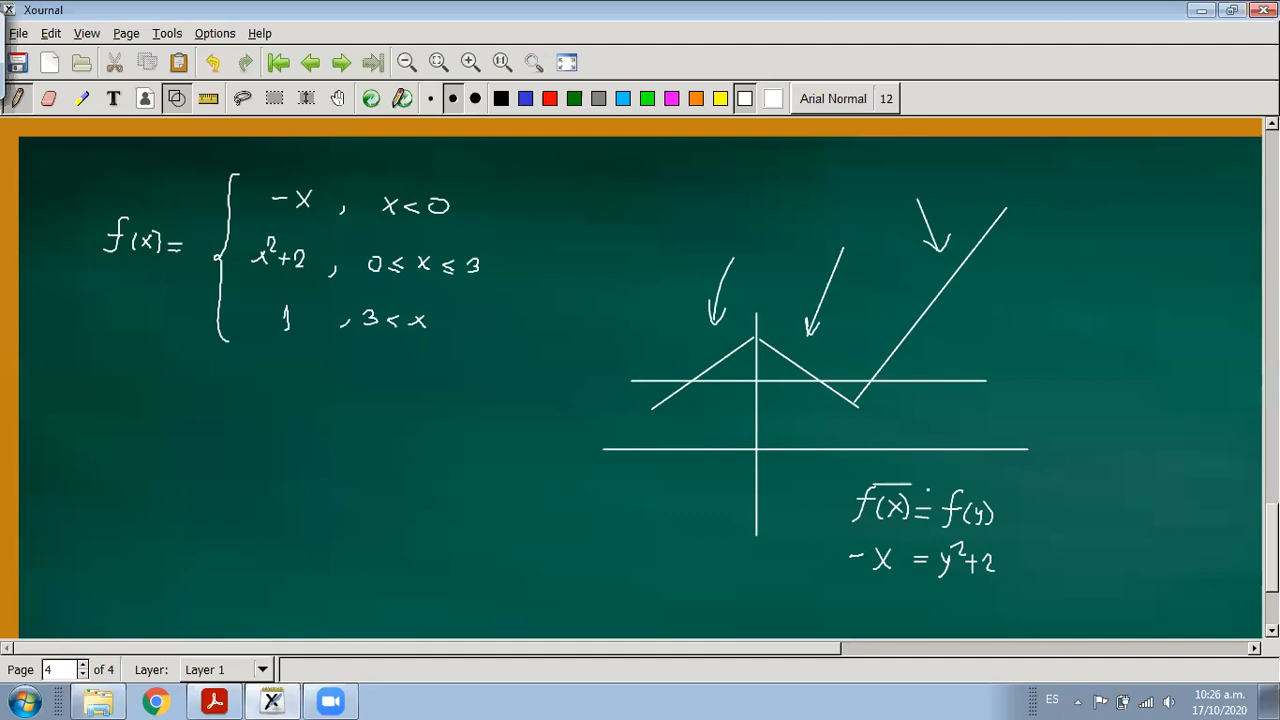 Xournal
File Edit View Page Tools Options Help
Arial Normal 12
f(x)= { -x , x<0
x²+2 , 0≤ x ≤ 3
1 , 3< x
f(x) = f(y)
-x = y²+2
Page 4 of 4 Layer: Layer 1
ES 10:26 a.m.
17/10/2020